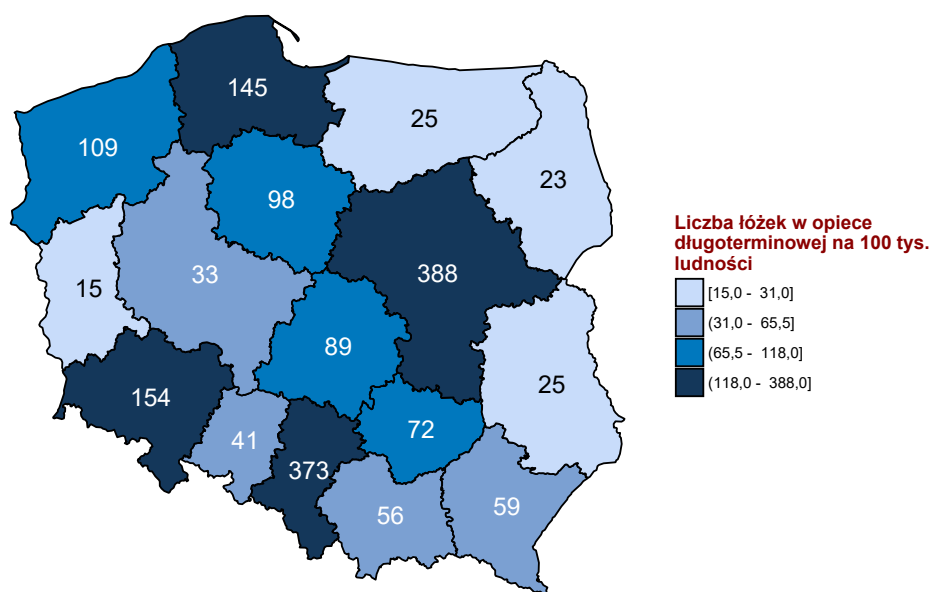 145
25
109
23
98
33
388
15
89
25
154
72
41
373
59
56
Liczba łóżek w opiece
długoterminowej na 100 tys.
ludności
[15,0 - 31,0]
(31,0 - 65,5]
(65,5 - 118,0]
(118,0 - 388,0]